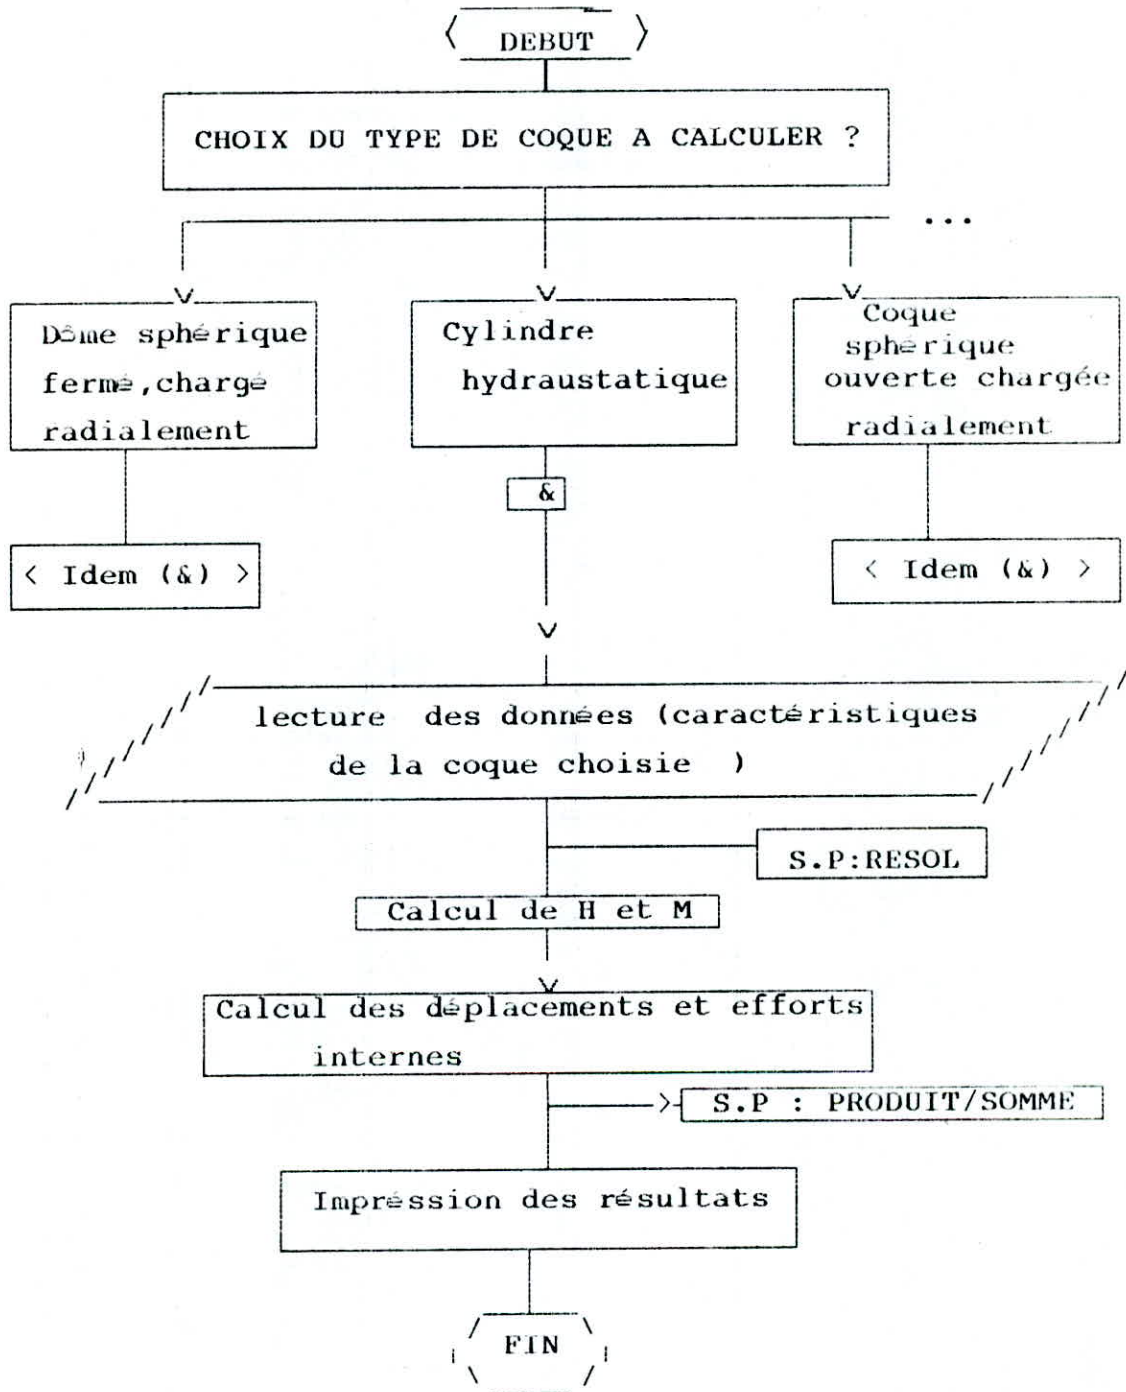 DEBUT
CHOIX DU TYPE DE COQUE A CALCULER ?
...
Dôme sphérique
fermé,chargé
radialement
Cylindre
hydraustatique
Coque
sphérique
ouverte chargée
radialement
&
< Idem (&) >
< Idem (&) >
lecture des données (caractéristiques
de la coque choisie )
S.P:RESOL
Calcul de H et M
Calcul des déplacements et efforts
internes
S.P : PRODUIT/SOMME
Impréssion des résultats
FIN